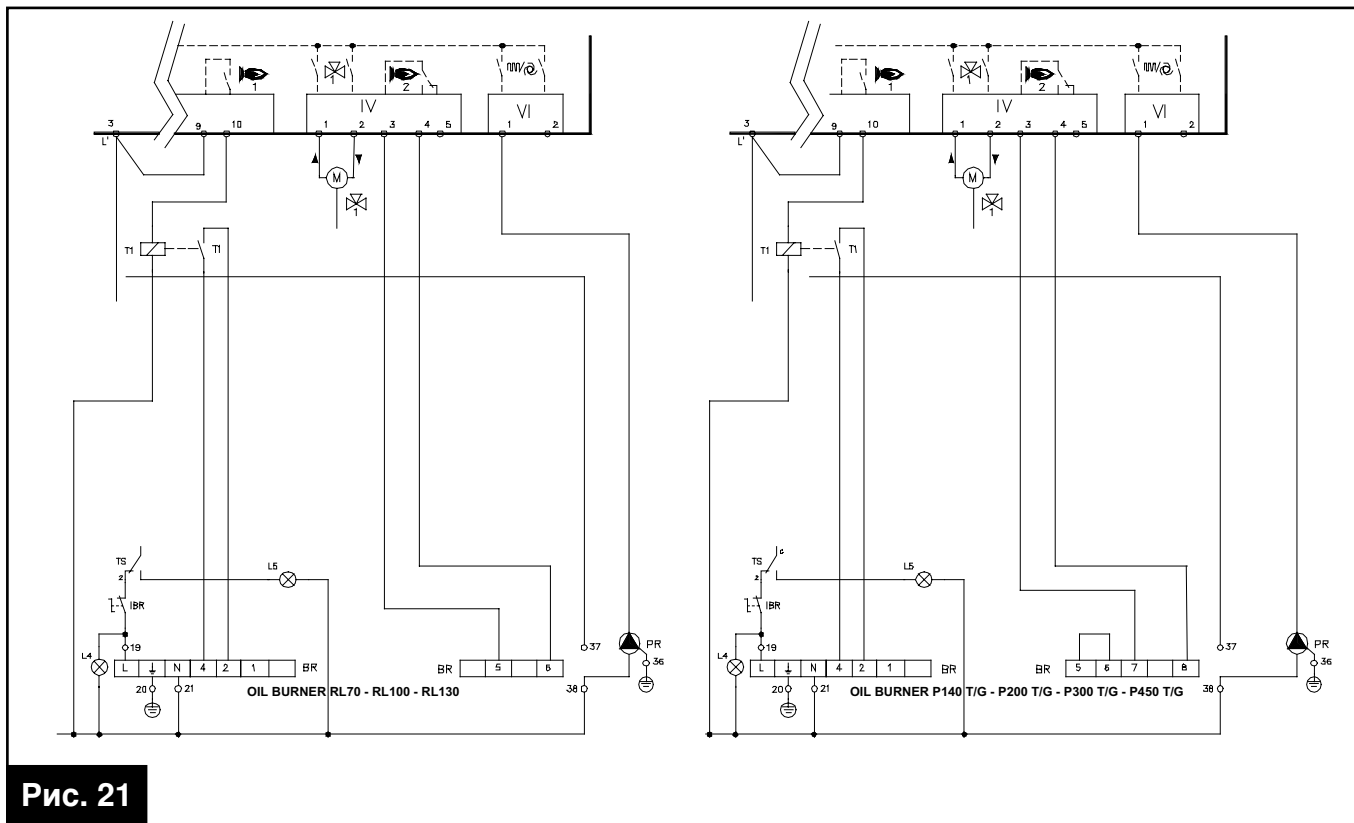 1 1 2
IV VI
3 9 10 1 2 3 4 5 1 2
L'
M
1
T1 T1
TS L5
2
IBR
37
19 PR
L4 36
L N 4 2 1 BR BR 5 6
20 21 OIL BURNER RL70 - RL100 - RL130 38
1 1 2
IV VI
3 9 10 1 2 3 4 5 1 2
L'
M
1
T1 T1
c
TS L5
2
IBR
37
19 PR
L4 36
L N 4 2 1 BR BR 5 6 7 8
20 21 OIL BURNER P140 T/G - P200 T/G - P300 T/G - P450 T/G 38
Рис. 21